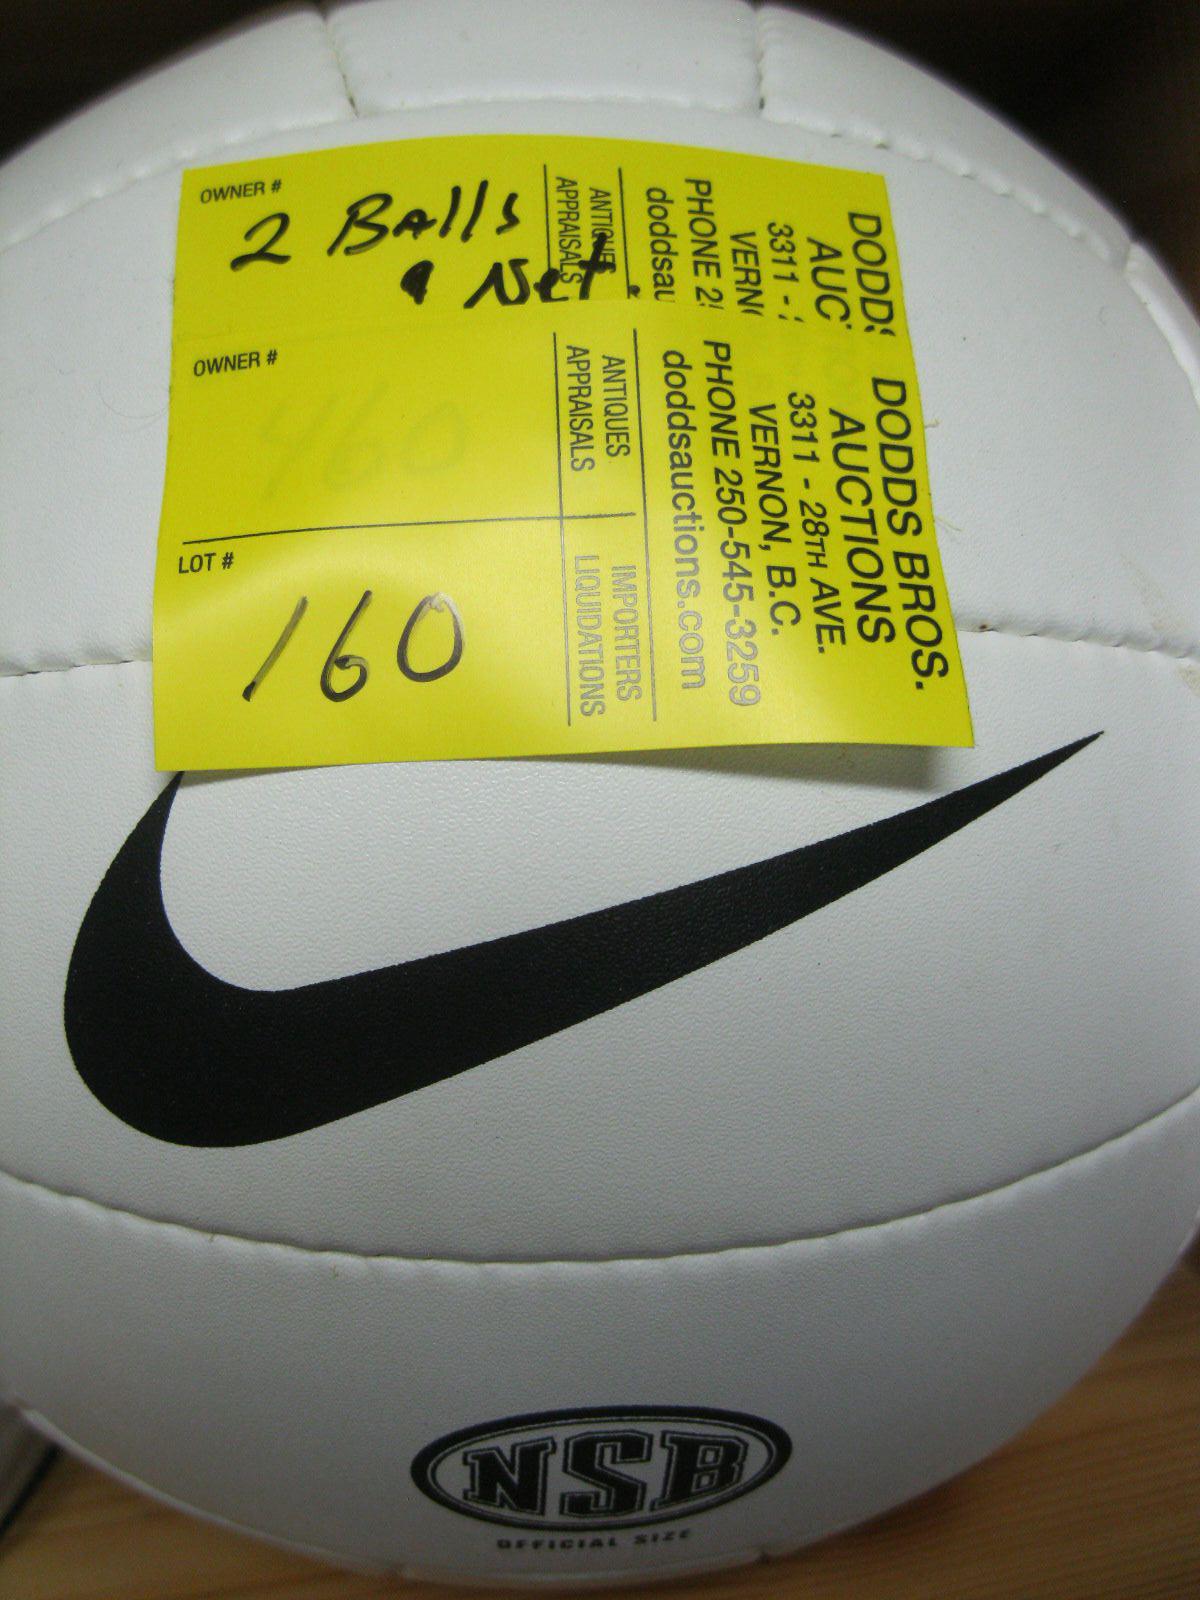 OWNER #
2 Balls
& Net.
ANTIQUES
APPRAISALS
doddsau
PHONE 2
VERN
3311 -
AUC
DODDS
OWNER #
LOT #
160
DODDS BROS.
AUCTIONS
3311 - 28TH AVE.
VERNON, B.C.
PHONE 250-545-3259
doddsauctions.com
ANTIQUES IMPORTERS
APPRAISALS LIQUIDATIONS
NSB
OFFICIAL SIZE